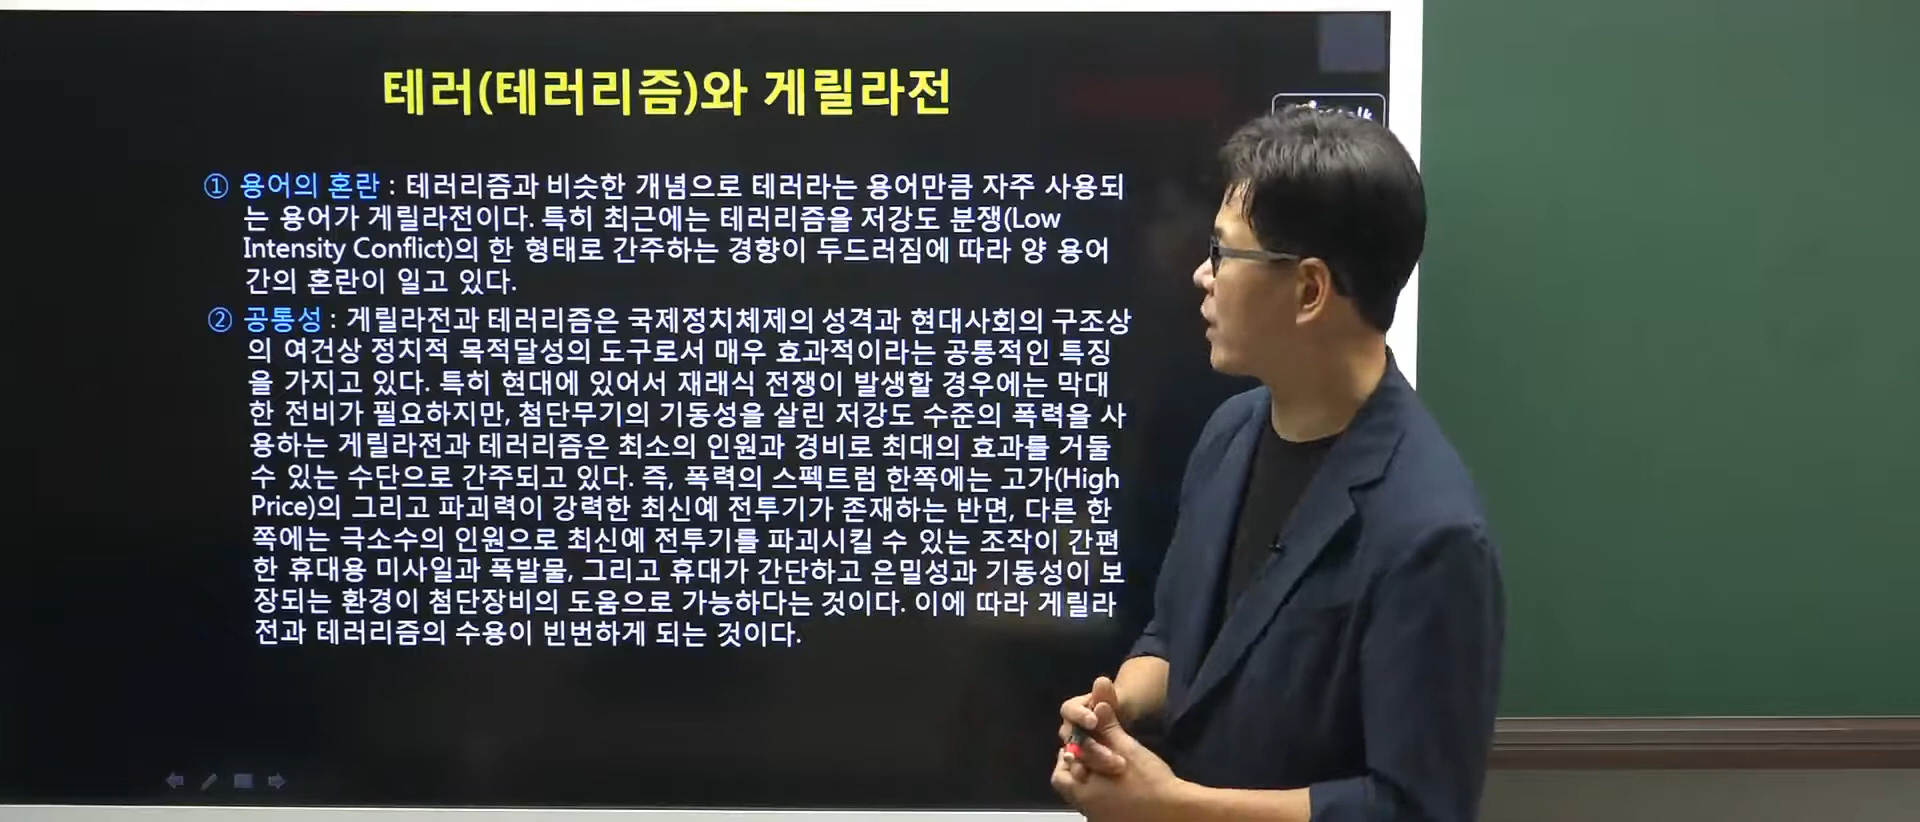 테러(테러리즘)와 게릴라전
① 용어의 혼란 : 테러리즘과 비슷한 개념으로 테러라는 용어만큼 자주 사용되
는 용어가 게릴라전이다. 특히 최근에는 테러리즘을 저강도 분쟁(Low
Intensity Conflict)의 한 형태로 간주하는 경향이 두드러짐에 따라 양 용어
간의 혼란이 일고 있다.
② 공통성 : 게릴라전과 테러리즘은 국제정치체제의 성격과 현대사회의 구조상
의 여건상 정치적 목적달성의 도구로서 매우 효과적이라는 공통적인 특징
을 가지고 있다. 특히 현대에 있어서 재래식 전쟁이 발생할 경우에는 막대
한 전비가 필요하지만, 첨단무기의 기동성을 살린 저강도 수준의 폭력을 사
용하는 게릴라전과 테러리즘은 최소의 인원과 경비로 최대의 효과를 거둘
수 있는 수단으로 간주되고 있다. 즉, 폭력의 스펙트럼 한쪽에는 고가(High
Price)의 그리고 파괴력이 강력한 최신예 전투기가 존재하는 반면, 다른 한
쪽에는 극소수의 인원으로 최신예 전투기를 파괴시킬 수 있는 조작이 간편
한 휴대용 미사일과 폭발물, 그리고 휴대가 간단하고 은밀성과 기동성이 보
장되는 환경이 첨단장비의 도움으로 가능하다는 것이다. 이에 따라 게릴라
전과 테러리즘의 수용이 빈번하게 되는 것이다.